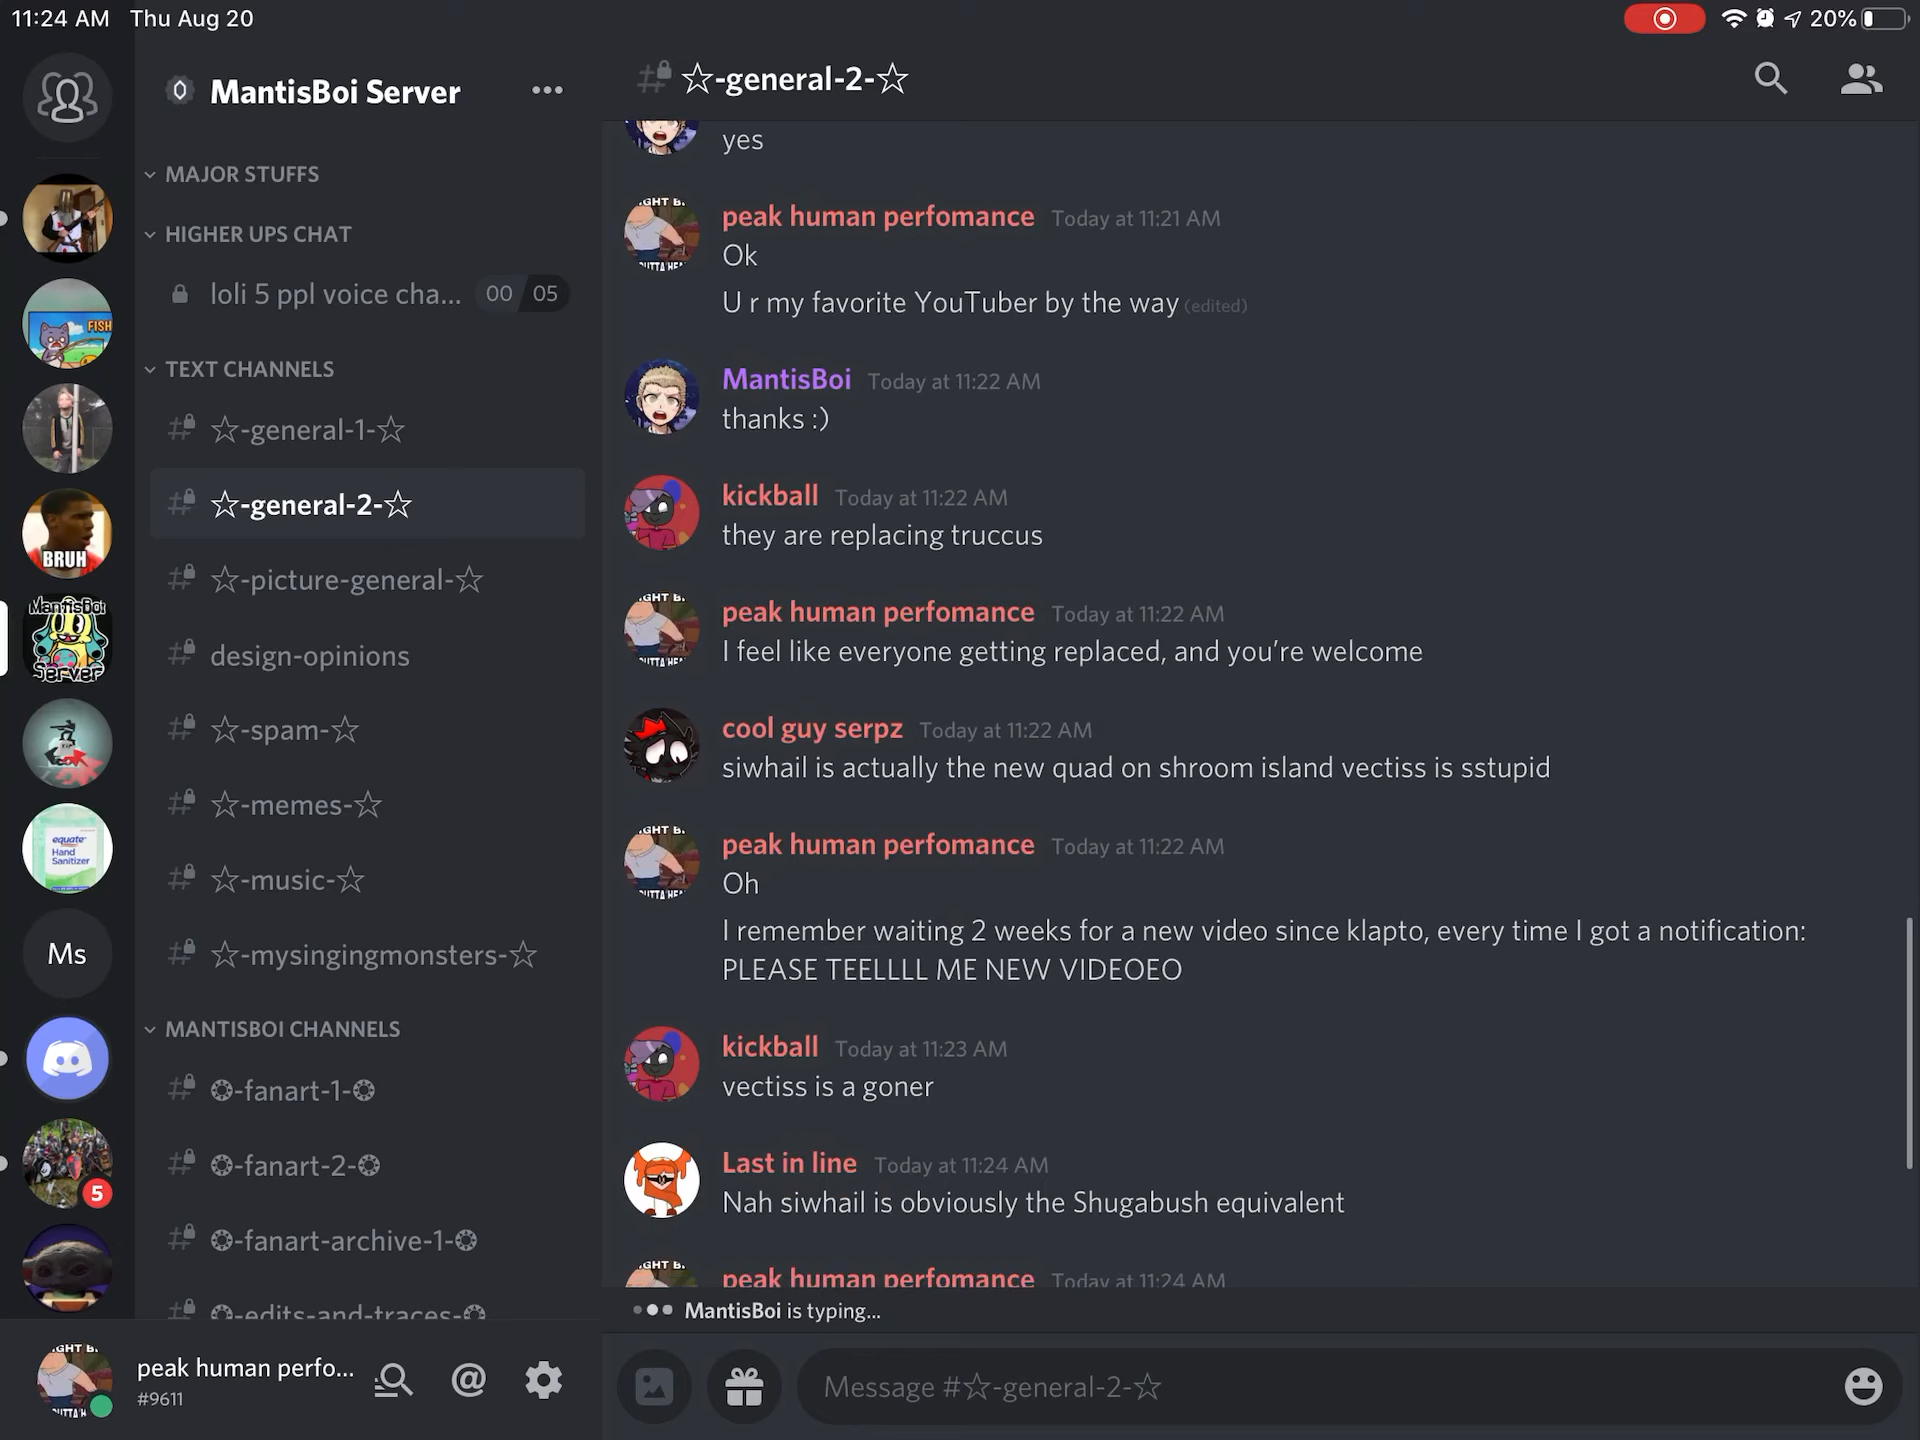 11:24 AM Thu Aug 20
20%
MantisBoi Server
MAJOR STUFFS
HIGHER UPS CHAT
loli 5 ppl voice cha... 00 05
TEXT CHANNELS
☆-general-1-☆
☆-general-2-☆
☆-picture-general-☆
design-opinions
☆-spam-☆
☆-memes-☆
☆-music-☆
☆-mysingingmonsters-☆
MANTISBOI CHANNELS
❂-fanart-1-❂
❂-fanart-2-❂
❂-fanart-archive-1-❂
❂-edits-and-traces-❂
FISH
BRUH
MantisBoi
Server
equate
Hand
Sanitizer
Ms
5
peak human perfo...
#9611
☆-general-2-☆
yes
peak human perfomance Today at 11:21 AM
Ok
U r my favorite YouTuber by the way (edited)
MantisBoi Today at 11:22 AM
thanks :)
kickball Today at 11:22 AM
they are replacing truccus
peak human perfomance Today at 11:22 AM
I feel like everyone getting replaced, and you’re welcome
cool guy serpz Today at 11:22 AM
siwhail is actually the new quad on shroom island vectiss is sstupid
peak human perfomance Today at 11:22 AM
Oh
I remember waiting 2 weeks for a new video since klapto, every time I got a notification:
PLEASE TEELLLL ME NEW VIDEOEO
kickball Today at 11:23 AM
vectiss is a goner
Last in line Today at 11:24 AM
Nah siwhail is obviously the Shugabush equivalent
peak human perfomance Today at 11:24 AM
MantisBoi is typing...
Message #☆-general-2-☆